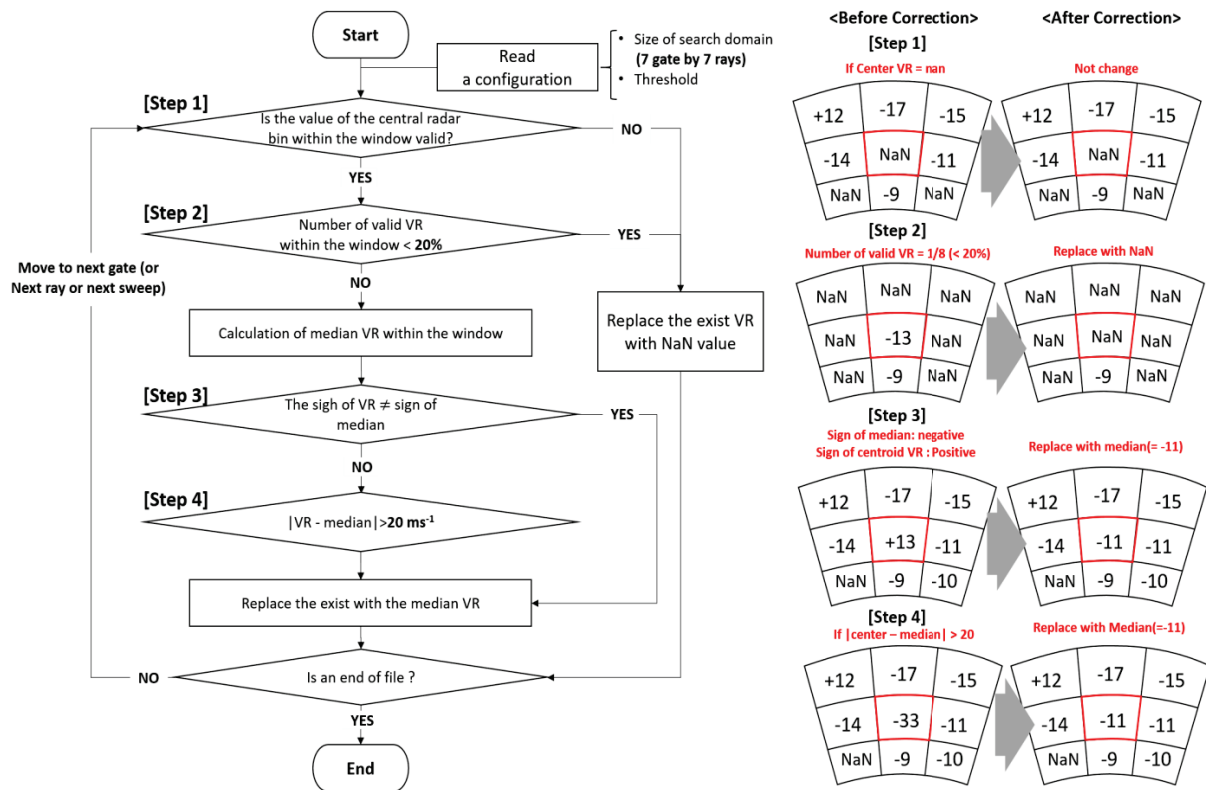 Start
Read
a configuration
• Size of search domain
(7 gate by 7 rays)
• Threshold
[Step 1]
Is the value of the central radar
bin within the window valid?
NO
YES
[Step 2]
Number of valid VR
within the window < 20%
YES
NO
Move to next gate (or
Next ray or next sweep)
Calculation of median VR within the window
Replace the exist VR
with NaN value
[Step 3]
The sigh of VR ≠ sign of
median
YES
NO
[Step 4]
|VR - median|>20 ms-1
Replace the exist with the median VR
Is an end of file ?
NO
YES
End
<Before Correction>
<After Correction>
[Step 1]
If Center VR = nan
Not change
+12 -17 -15
-14 NaN -11
NaN -9 NaN
+12 -17 -15
-14 NaN -11
NaN -9 NaN
[Step 2]
Number of valid VR = 1/8 (< 20%)
Replace with NaN
NaN NaN NaN
NaN -13 NaN
NaN -9 NaN
NaN NaN NaN
NaN NaN NaN
NaN -9 NaN
[Step 3]
Sign of median: negative
Sign of centroid VR : Positive
Replace with median(= -11)
+12 -17 -15
-14 +13 -11
NaN -9 -10
+12 -17 -15
-14 -11 -11
NaN -9 -10
[Step 4]
If |center – median| > 20
Replace with Median(=-11)
+12 -17 -15
-14 -33 -11
NaN -9 -10
+12 -17 -15
-14 -11 -11
NaN -9 -10